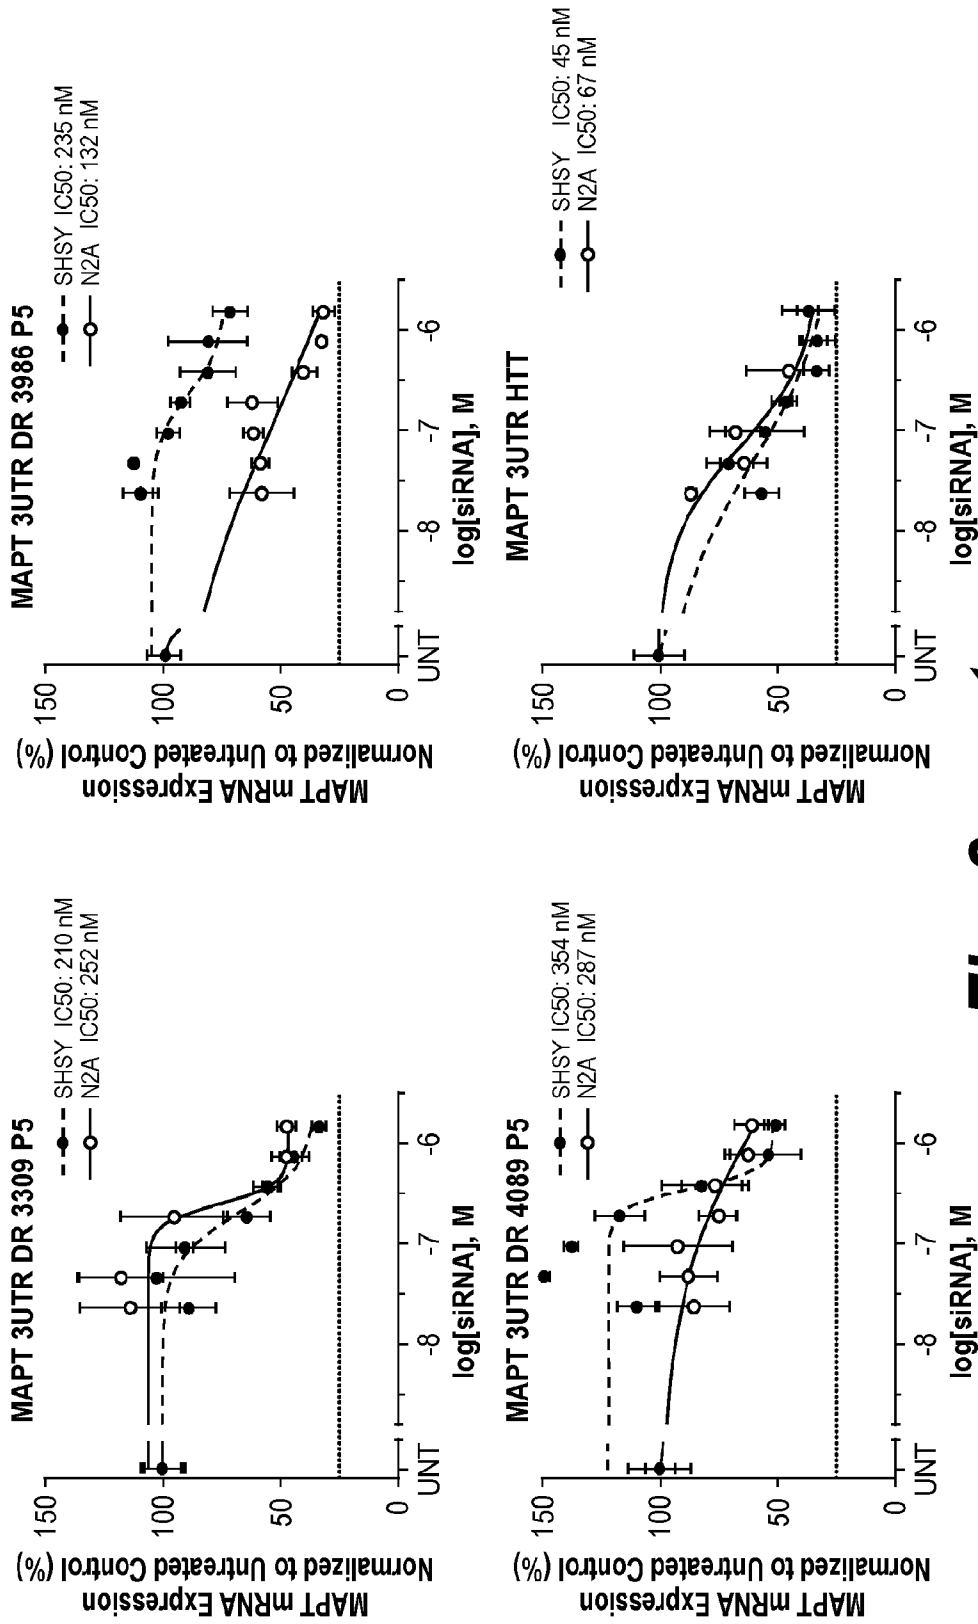 MAPT 3UTR DR 3309 P5
SHSY IC50: 210 nM
N2A IC50: 252 nM
MAPT mRNA Expression
Normalized to Untreated Control (%)
150
100
50
0
UNT
-8
-7
-6
log[siRNA], M
MAPT 3UTR DR 3986 P5
SHSY IC50: 235 nM
N2A IC50: 132 nM
MAPT mRNA Expression
Normalized to Untreated Control (%)
150
100
50
0
UNT
-8
-7
-6
log[siRNA], M
MAPT 3UTR DR 4089 P5
SHSY IC50: 354 nM
N2A IC50: 287 nM
MAPT mRNA Expression
Normalized to Untreated Control (%)
150
100
50
0
UNT
-8
-7
-6
log[siRNA], M
MAPT 3UTR HTT
SHSY IC50: 45 nM
N2A IC50: 67 nM
MAPT mRNA Expression
Normalized to Untreated Control (%)
150
100
50
0
UNT
-8
-7
-6
log[siRNA], M